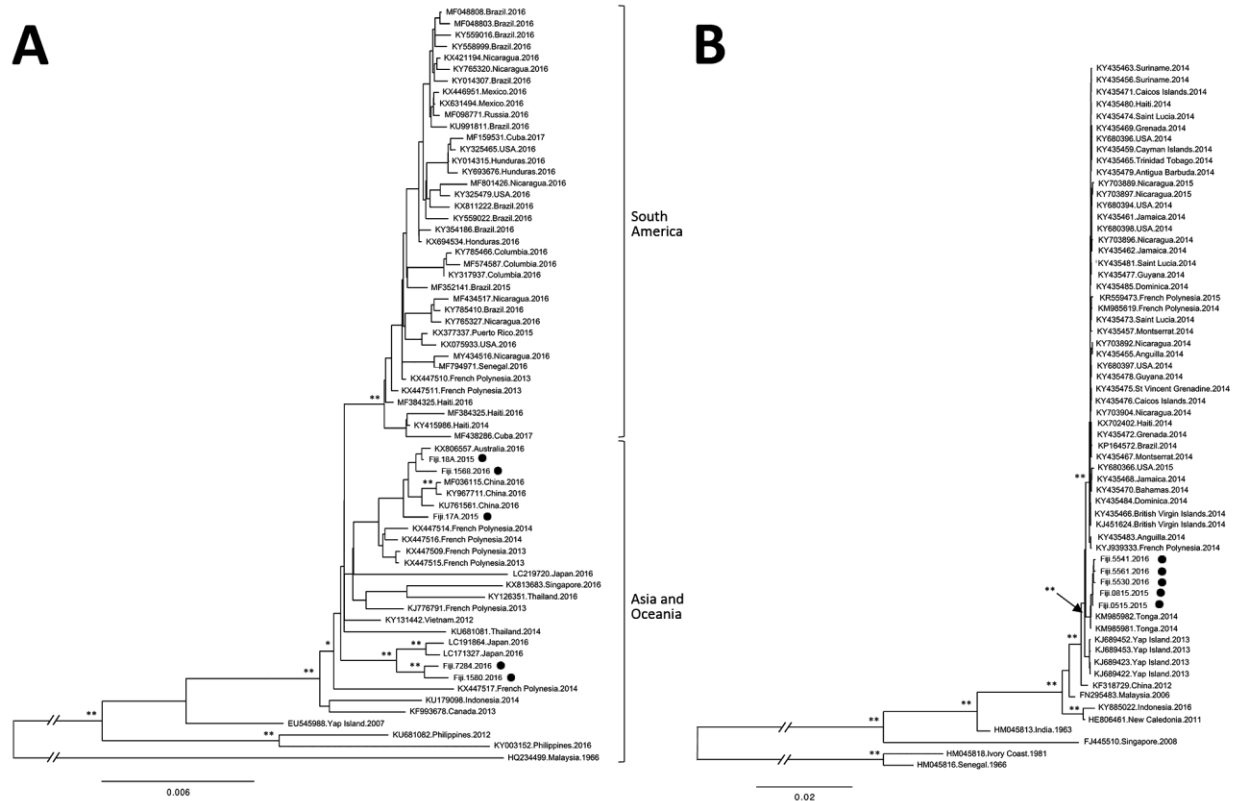 A
MF048808.Brazil.2016
MF048803.Brazil.2016
KY559016.Brazil.2016
KY558999.Brazil.2016
KX421194.Nicaragua.2016
KY765320.Nicaragua.2016
KY014307.Brazil.2016
KX446951.Mexico.2016
KX631494.Mexico.2016
MF098771.Russia.2016
KU991811.Brazil.2016
MF159531.Cuba.2017
KY325465.USA.2016
KY014315.Hunduras.2016
KY693676.Hunduras.2016
MF801426.Nicaragua.2016
KY325479.USA.2016
KX811222.Brazil.2016
KY559022.Brazil.2016
KY354186.Brazil.2016
KX694534.Honduras.2016
KY785466.Columbia.2016
MF574587.Columbia.2016
KY317937.Columbia.2016
MF352141.Brazil.2015
MF434517.Nicaragua.2016
KY785410.Brazil.2016
KY765327.Nicaragua.2016
KX377337.Puerto Rico.2015
KX075933.USA.2016
MY434516.Nicaragua.2016
MF794971.Senegal.2016
KX447510.French Polynesia.2013
KX447511.French Polynesia.2013
** MF384325.Haiti.2016
MF384325.Haiti.2016
KY415986.Haiti.2014
MF438286.Cuba.2017
South
America
KX806557.Australia.2016
Fiji.18A.2015
Fiji.1568.2016
** MF036115.China.2016
KY967711.China.2016
KU761561.China.2016
Fiji.17A.2015
KX447514.French Polynesia.2014
KX447516.French Polynesia.2014
KX447509.French Polynesia.2013
KX447515.French Polynesia.2013
LC219720.Japan.2016
KX813683.Singapore.2016
KY126351.Thailand.2016
KJ776791.French Polynesia.2013
KY131442.Vietnam.2012
KU681081.Thailand.2014
* ** LC191864.Japan.2016
** LC171327.Japan.2016
** ** Fiji.7284.2016
Fiji.1580.2016
KX447517.French Polynesia.2014
KU179098.Indonesia.2014
** KF993678.Canada.2013
EU545988.Yap Island.2007
** KU681082.Philippines.2012
KY003152.Philippines.2016
HQ234499.Malaysia.1966
Asia and
Oceania
0.006
B
KY435463.Suriname.2014
KY435456.Suriname.2014
KY435471.Caicos Islands.2014
KY435480.Haiti.2014
KY435474.Saint Lucia.2014
KY435469.Grenada.2014
KY680396.USA.2014
KY435459.Cayman Islands.2014
KY435465.Trinidad Tobago.2014
KY435479.Antigua Barbuda.2014
KY703889.Nicaragua.2015
KY703897.Nicaragua.2015
KY680394.USA.2014
KY435461.Jamaica.2014
KY680398.USA.2014
KY703896.Nicaragua.2014
KY435462.Jamaica.2014
KY435481.Saint Lucia.2014
KY435477.Guyana.2014
KY435485.Dominica.2014
KR559473.French Polynesia.2015
KM985619.French Polynesia.2014
KY435473.Saint Lucia.2014
KY435457.Montserrat.2014
KY703892.Nicaragua.2014
KY435455.Anguilla.2014
KY680397.USA.2014
KY435478.Guyana.2014
KY435475.St Vincent Grenadine.2014
KY435476.Caicos Islands.2014
KY703904.Nicaragua.2014
KX702402.Haiti.2014
KY435472.Grenada.2014
KP164572.Brazil.2014
KY435467.Montserrat.2014
** KY680366.USA.2015
KY435468.Jamaica.2014
KY435470.Bahamas.2014
KY435484.Dominica.2014
KY435466.British Virgin Islands.2014
KJ451624.British Virgin Islands.2014
KY435483.Anguilla.2014
KYJ939333.French Polynesia.2014
Fiji.5541.2016
Fiji.5561.2016
Fiji.5530.2016
** Fiji.0815.2015
Fiji.0515.2015
KM985982.Tonga.2014
KM985981.Tonga.2014
** KJ689452.Yap Island.2013
KJ689453.Yap Island.2013
KJ689423.Yap Island.2013
KJ689422.Yap Island.2013
** KF318729.China.2012
FN295483.Malaysia.2006
** ** KY885022.Indonesia.2016
** HE806461.New Caledonia.2011
HM045813.India.1963
FJ445510.Singapore.2008
** HM045818.Ivory Coast.1981
HM045816.Senegal.1966
0.02